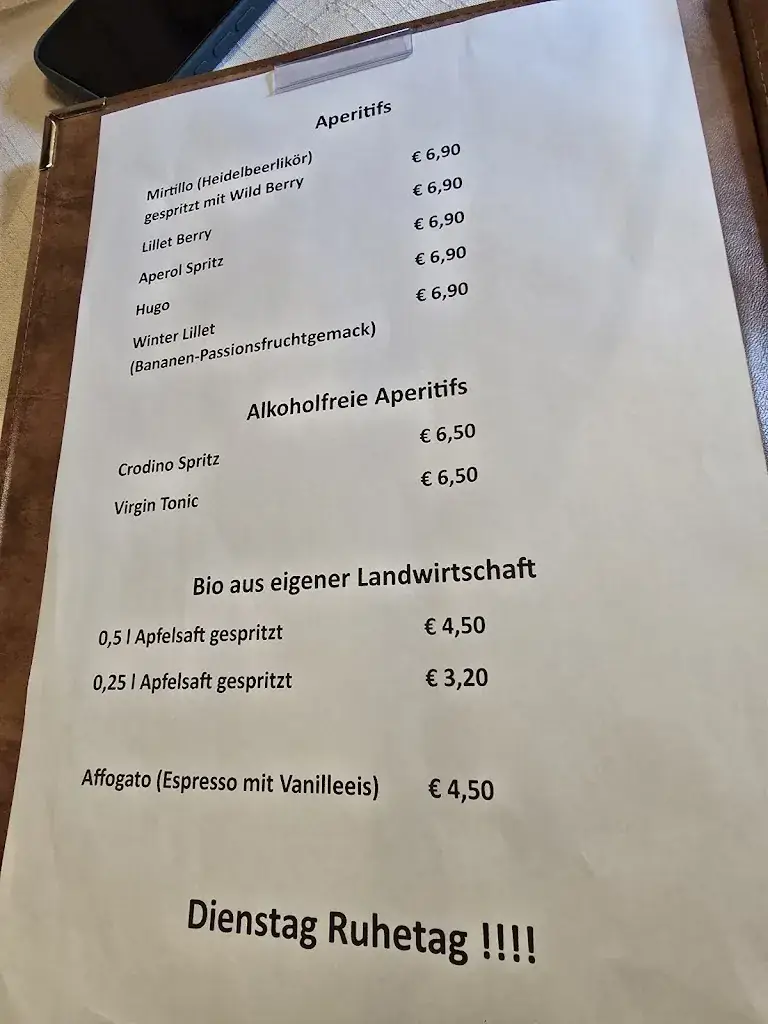 Aperitifs
Mirtillo (Heidelbeerlikör) € 6,90
gespritzt mit Wild Berry
Lillet Berry € 6,90
Aperol Spritz € 6,90
Hugo € 6,90
Winter Lillet € 6,90
(Bananen-Passionsfruchtgemack)
Alkoholfreie Aperitifs
Crodino Spritz € 6,50
Virgin Tonic € 6,50
Bio aus eigener Landwirtschaft
0,5 l Apfelsaft gespritzt € 4,50
0,25 l Apfelsaft gespritzt € 3,20
Affogato (Espresso mit Vanilleeis) € 4,50
Dienstag Ruhetag !!!!